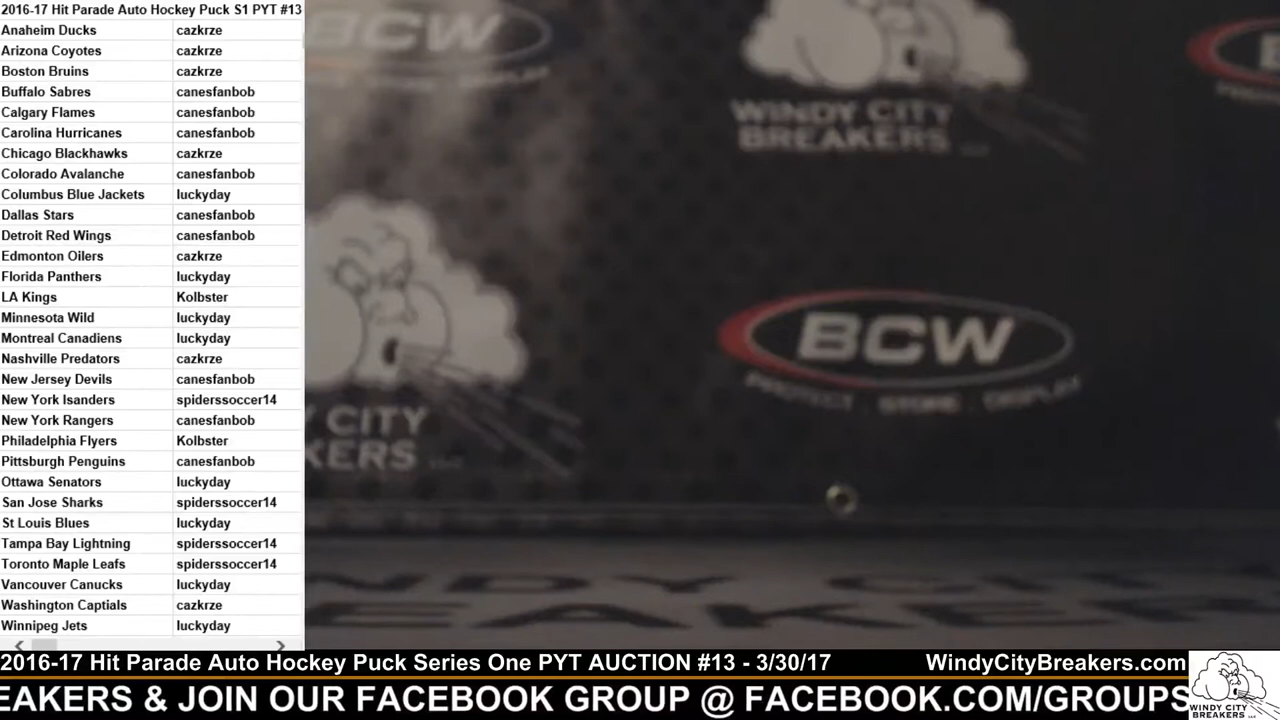 2016-17 Hit Parade Auto Hockey Puck S1 PYT #13
Anaheim Ducks cazkrze
Arizona Coyotes cazkrze
Boston Bruins cazkrze
Buffalo Sabres canesfanbob
Calgary Flames canesfanbob
Carolina Hurricanes canesfanbob
Chicago Blackhawks cazkrze
Colorado Avalanche canesfanbob
Columbus Blue Jackets luckyday
Dallas Stars canesfanbob
Detroit Red Wings canesfanbob
Edmonton Oilers cazkrze
Florida Panthers luckyday
LA Kings Kolbster
Minnesota Wild luckyday
Montreal Canadiens luckyday
Nashville Predators cazkrze
New Jersey Devils canesfanbob
New York Isanders spiderssoccer14
New York Rangers canesfanbob
Philadelphia Flyers Kolbster
Pittsburgh Penguins canesfanbob
Ottawa Senators luckyday
San Jose Sharks spiderssoccer14
St Louis Blues luckyday
Tampa Bay Lightning spiderssoccer14
Toronto Maple Leafs spiderssoccer14
Vancouver Canucks luckyday
Washington Captials cazkrze
Winnipeg Jets luckyday
BCW
WINDY CITY
BREAKERS
BCW
PROTECT . STORE . DISPLAY
Y CITY
KERS
NDY CITY
EAKER
2016-17 Hit Parade Auto Hockey Puck Series One PYT AUCTION #13 - 3/30/17 WindyCityBreakers.com
EAKERS & JOIN OUR FACEBOOK GROUP @ FACEBOOK.COM/GROUPS
WINDY CITY
BREAKERS